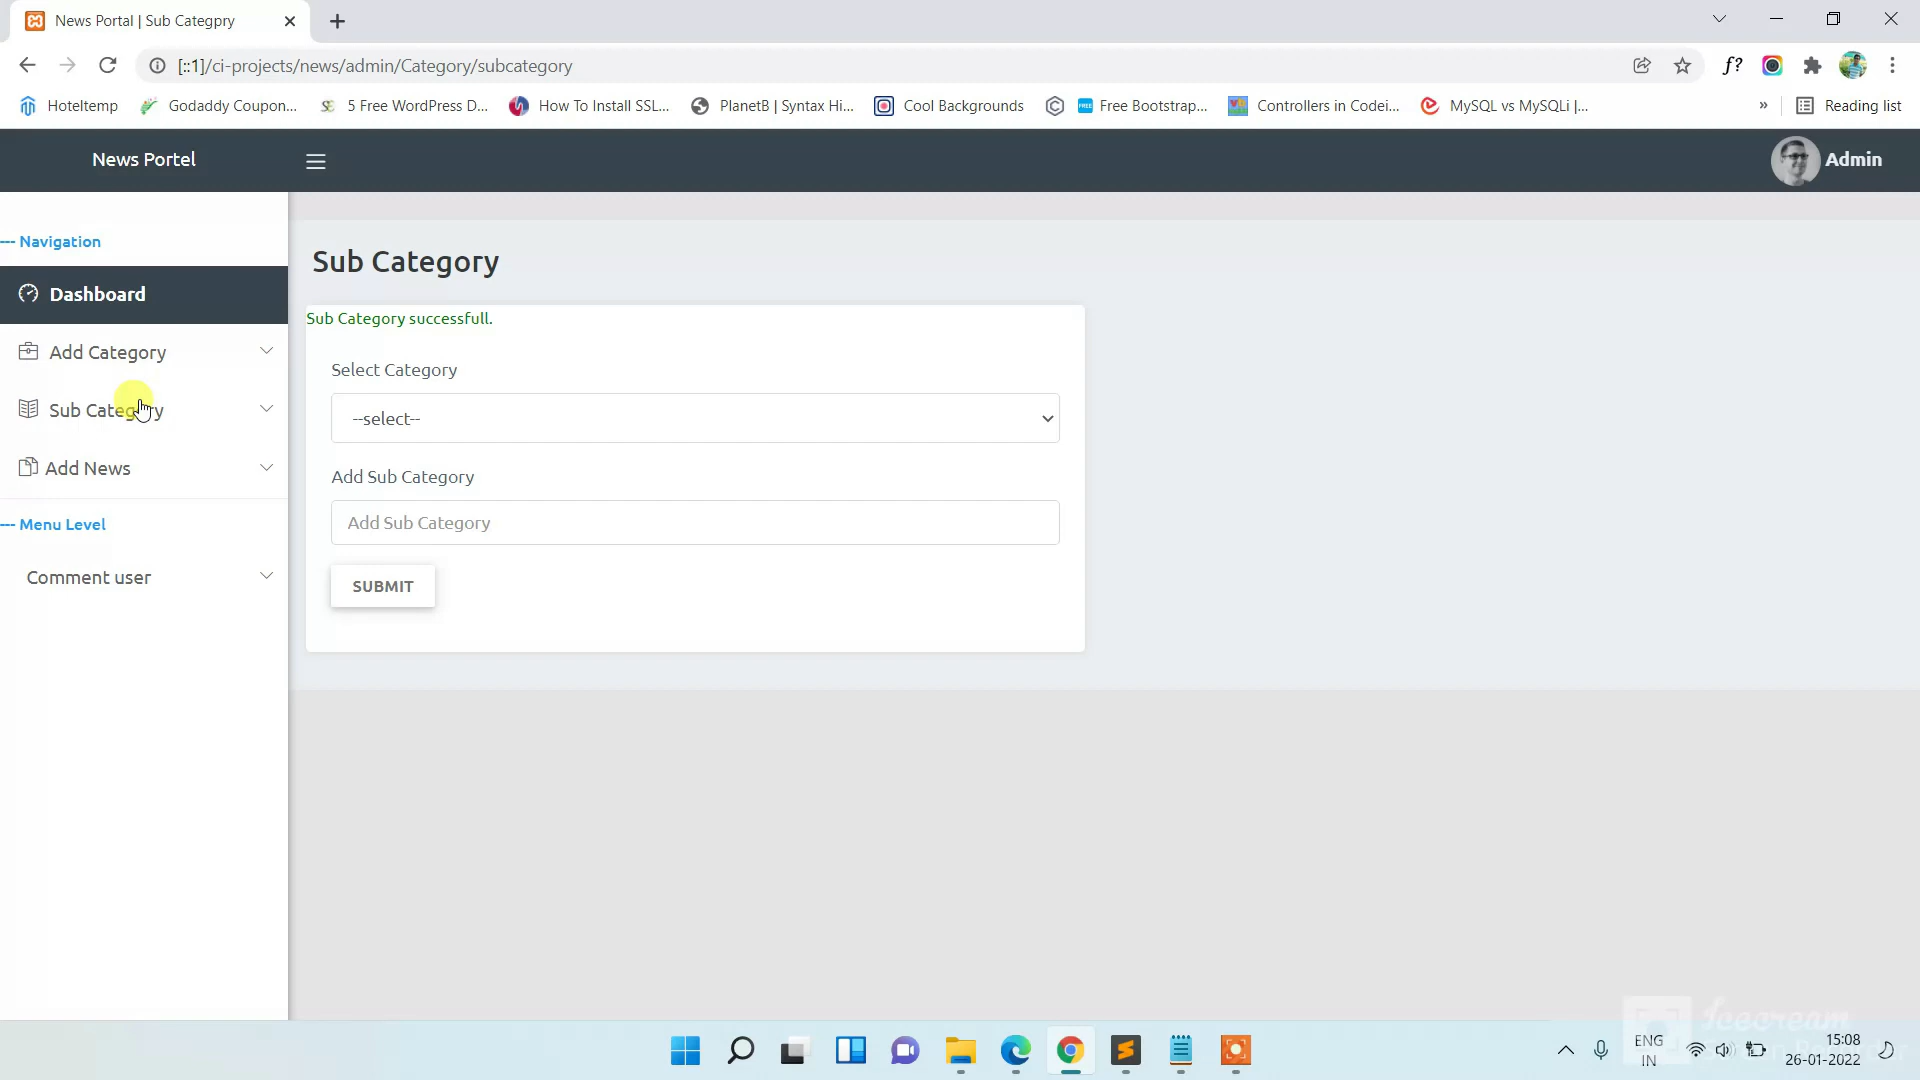 News Portal | Sub Categpry
[::1]/ci-projects/news/admin/Category/subcategory
f?
Hoteltemp
Godaddy Coupon...
5 Free WordPress D...
How To Install SSL...
PlanetB | Syntax Hi...
Cool Backgrounds
Free Bootstrap...
Controllers in Codei...
MySQL vs MySQLi |...
»
Reading list
News Portel
Admin
--- Navigation
Dashboard
Add Category
Sub Category
Add News
--- Menu Level
Comment user
Sub Category
Sub Category successfull.
Select Category
--select--
Add Sub Category
Add Sub Category
SUBMIT
Icecream
ENG
IN
15:08
26-01-2022